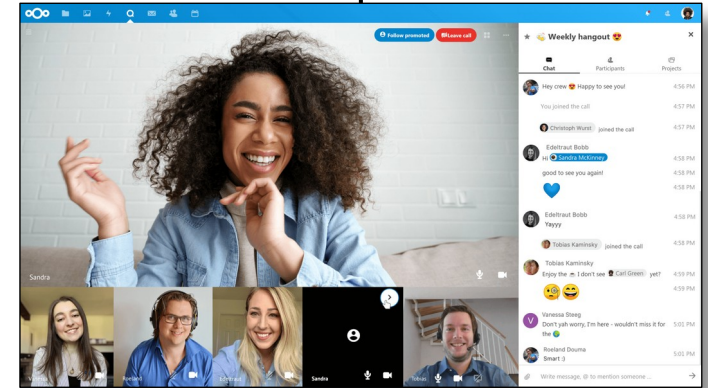 Follow promoted
Leave call
Weekly hangout
Chat
Participants
Projects
Hey crew 😍 Happy to see you!
4:56 PM
You joined the call
4:57 PM
Christoph Wurst joined the call
4:57 PM
Edeltraut Bobb
Hi Sandra McKinney
4:58 PM
good to see you again!
4:58 PM
4:58 PM
Edeltraut Bobb
4:58 PM
Yayyy
Tobias Kaminsky joined the call
4:58 PM
Tobias Kaminsky
Enjoy the ☕ I don't see Carl Green yet?
4:59 PM
4:59 PM
Vanessa Steeg
Don't yah worry, I'm here - wouldn't miss it for
5:01 PM
the 🌍
V
Roeland Douma
5:01 PM
Smart :)
Write message, @ to mention someone ...
Sandra
Vanessa
Roeland
Edeltraut
Sandra
Tobias